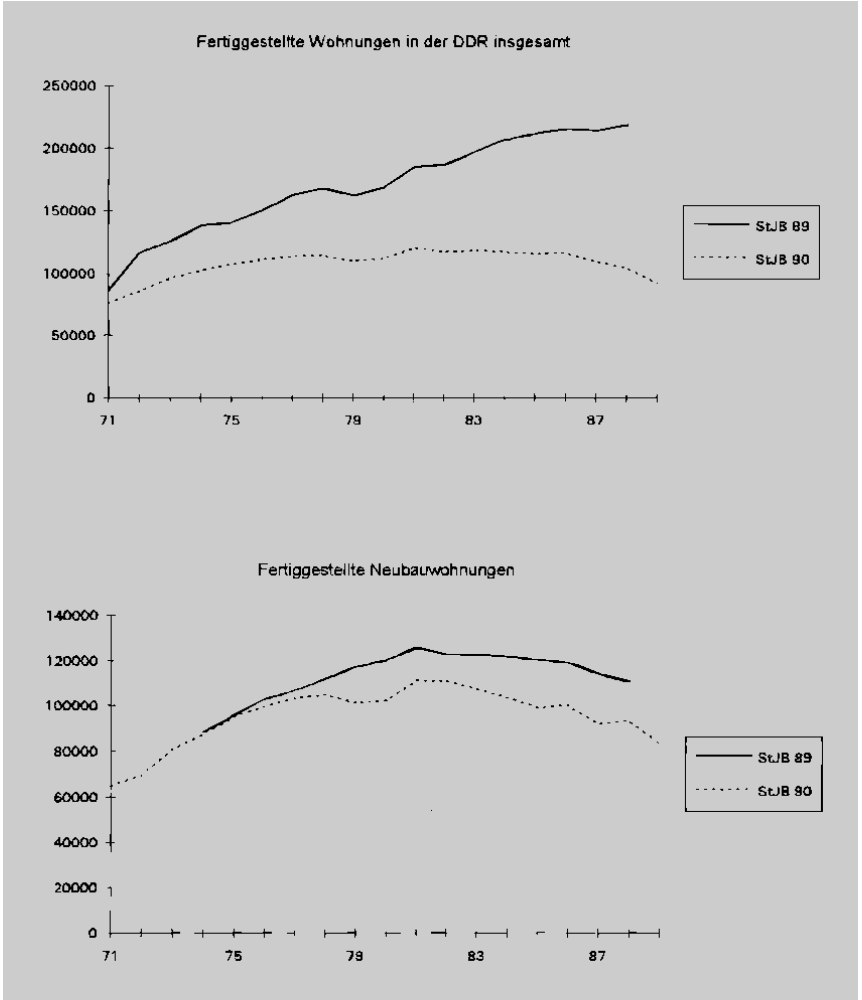 Fertiggestellte Wohnungen in der DDR insgesamt
250000
200000
150000
100000
50000
0
71 75 79 83 87
StJB 89
StJB 90
Fertiggestellte Neubauwohnungen
140000
120000
100000
80000
60000
40000
20000
0
71 75 79 83 87
StJB 89
StJB 90